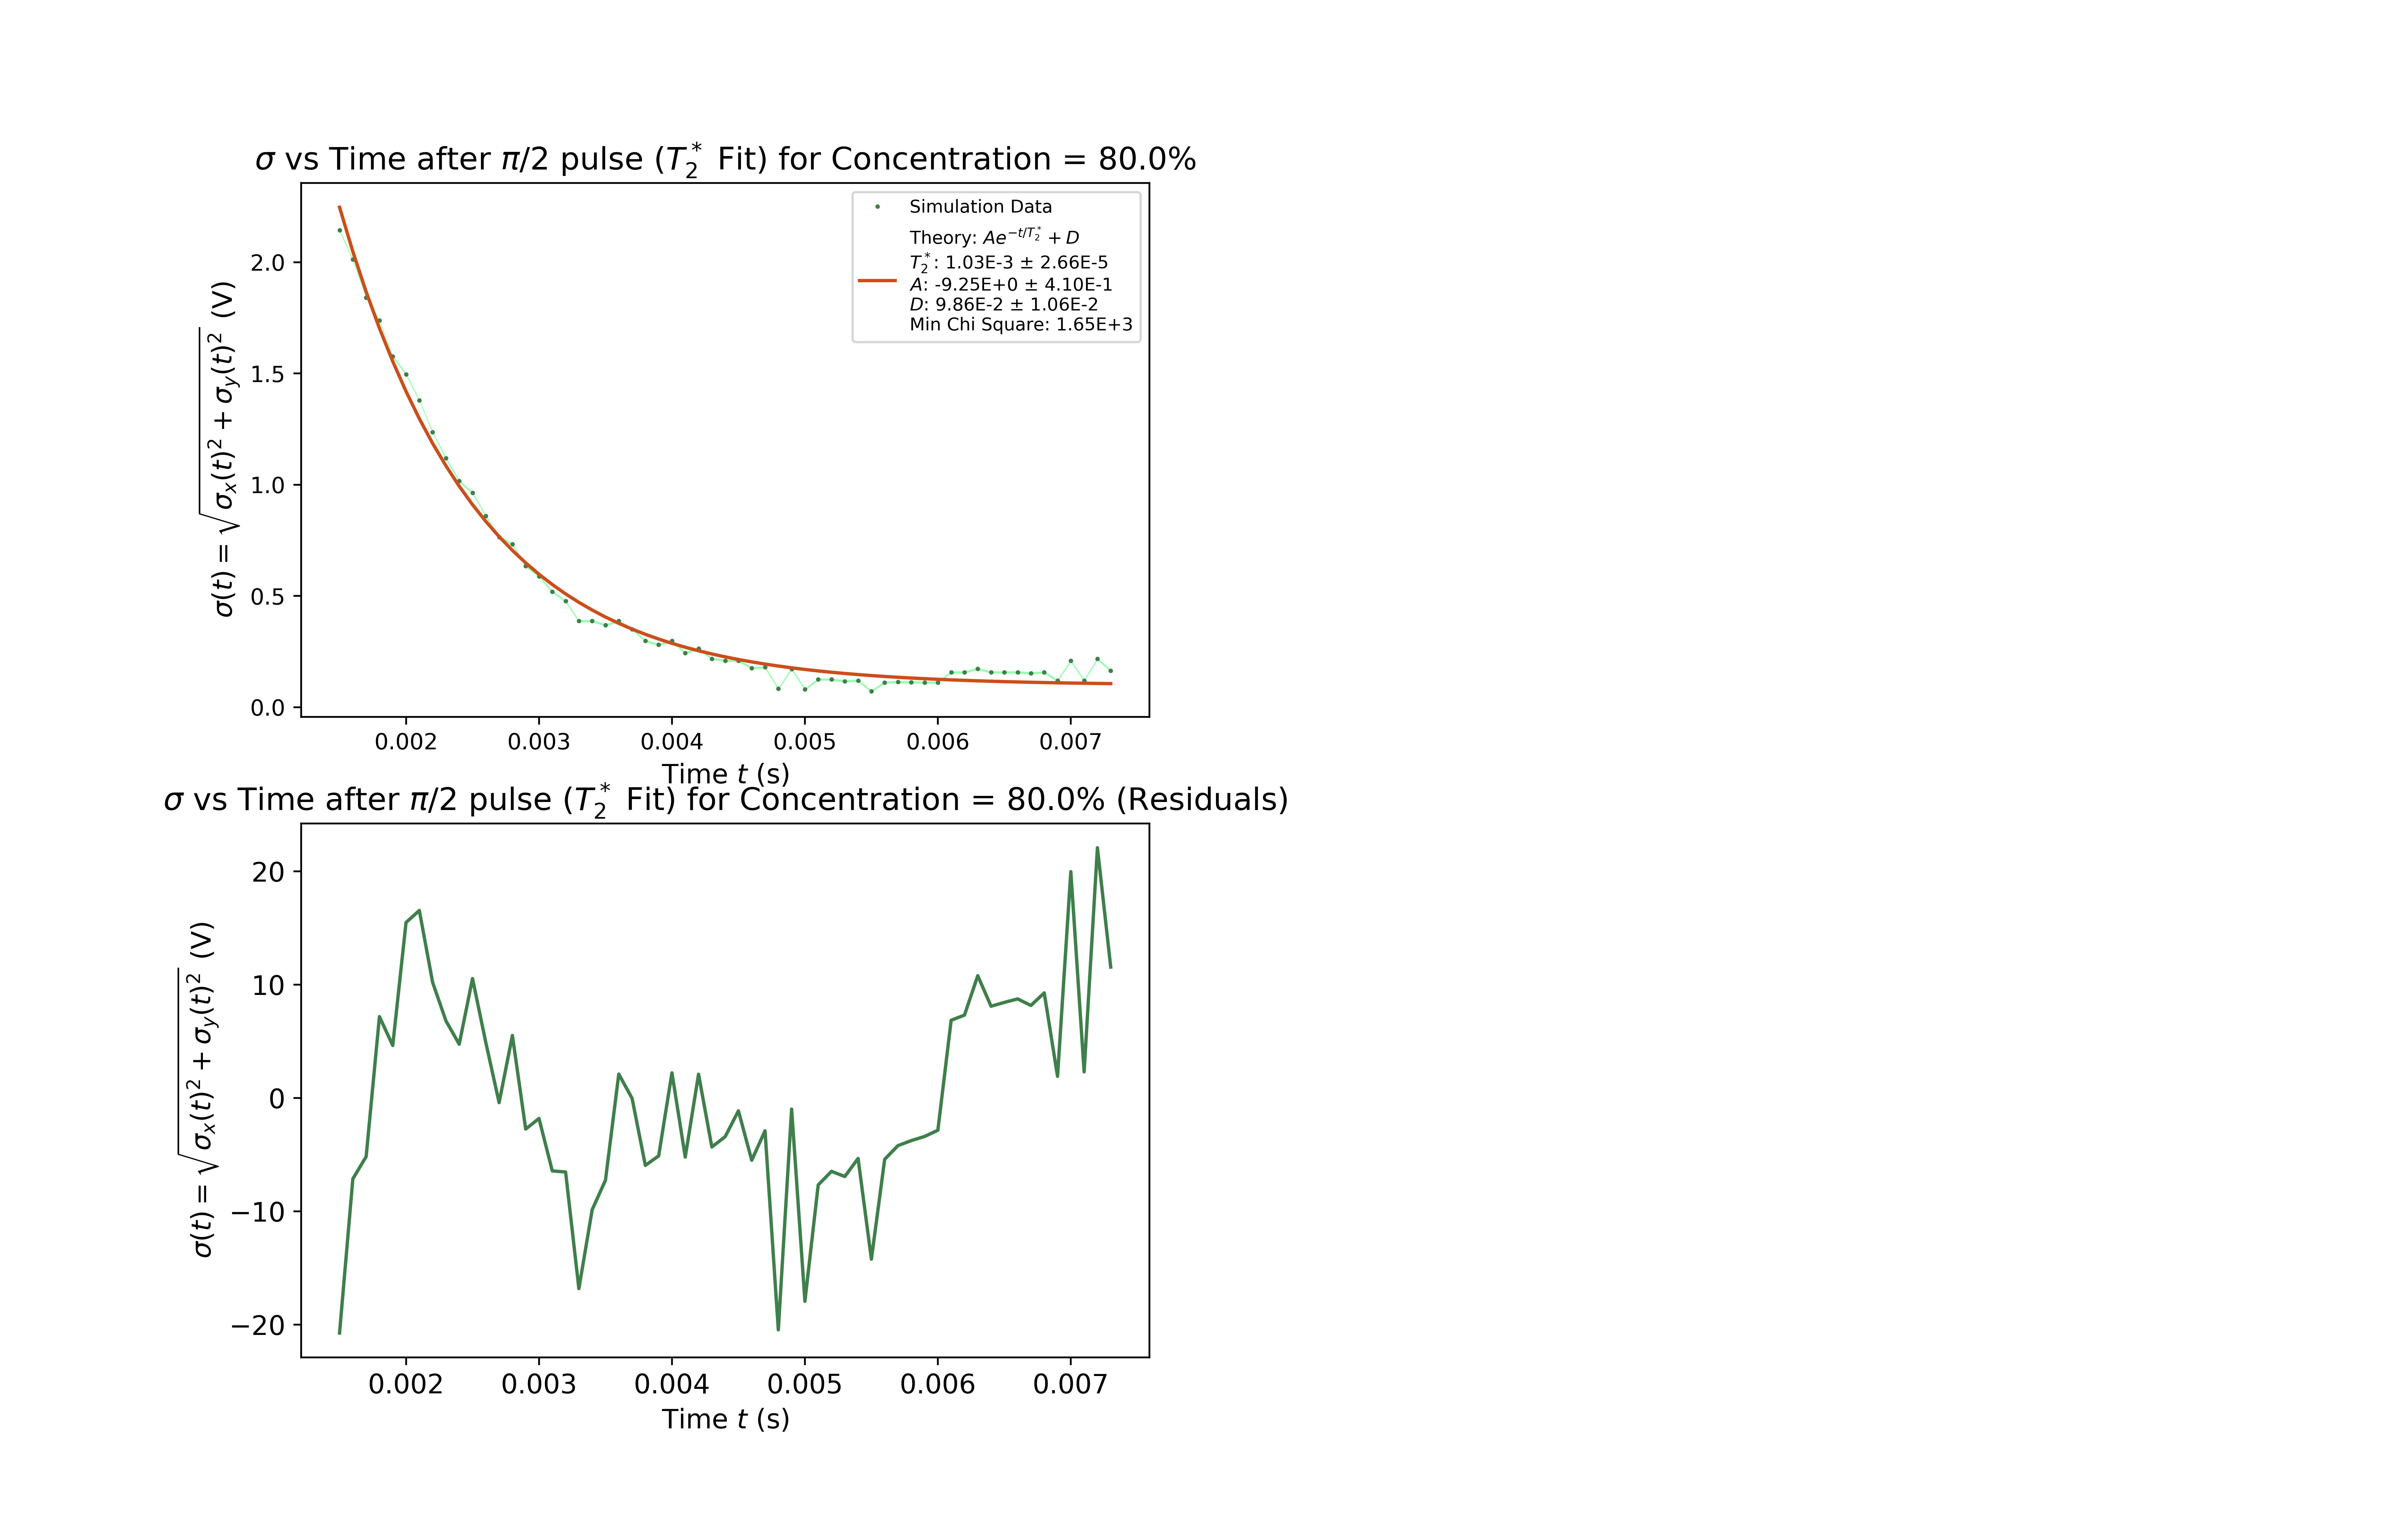 σ vs Time after π/2 pulse (T₂* Fit) for Concentration = 80.0%
σ(t) = √σₓ(t)² + σᵧ(t)² (V)
2.0
1.5
1.0
0.5
0.0
Simulation Data
Theory: Ae^{-t/T₂*} + D
T₂*: 1.03E-3 ± 2.66E-5
A: -9.25E+0 ± 4.10E-1
D: 9.86E-2 ± 1.06E-2
Min Chi Square: 1.65E+3
0.002 0.003 0.004 0.005 0.006 0.007
Time t (s)
σ vs Time after π/2 pulse (T₂* Fit) for Concentration = 80.0% (Residuals)
σ(t) = √σₓ(t)² + σᵧ(t)² (V)
20
10
0
−10
−20
0.002 0.003 0.004 0.005 0.006 0.007
Time t (s)